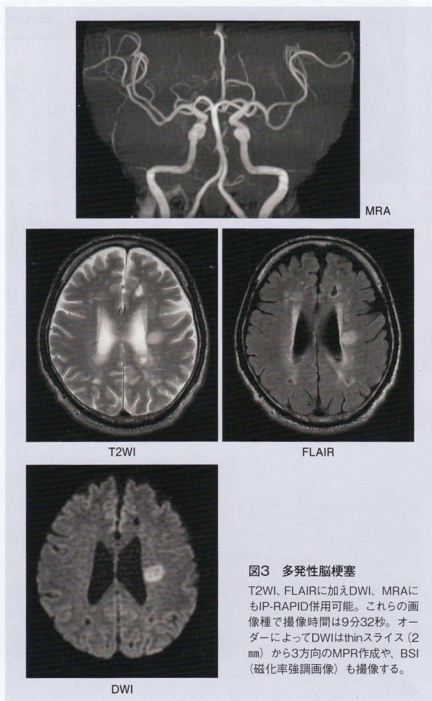 MRA
T2WI
FLAIR
DWI
図3 多発性脳梗塞
T2WI、FLAIRに加えDWI、MRAに
もIP-RAPID併用可能。これらの画
像種で撮像時間は9分32秒。オー
ダーによってDWIはthinスライス（2
㎜）から3方向のMPR作成や、BSI
（磁化率強調画像）も撮像する。